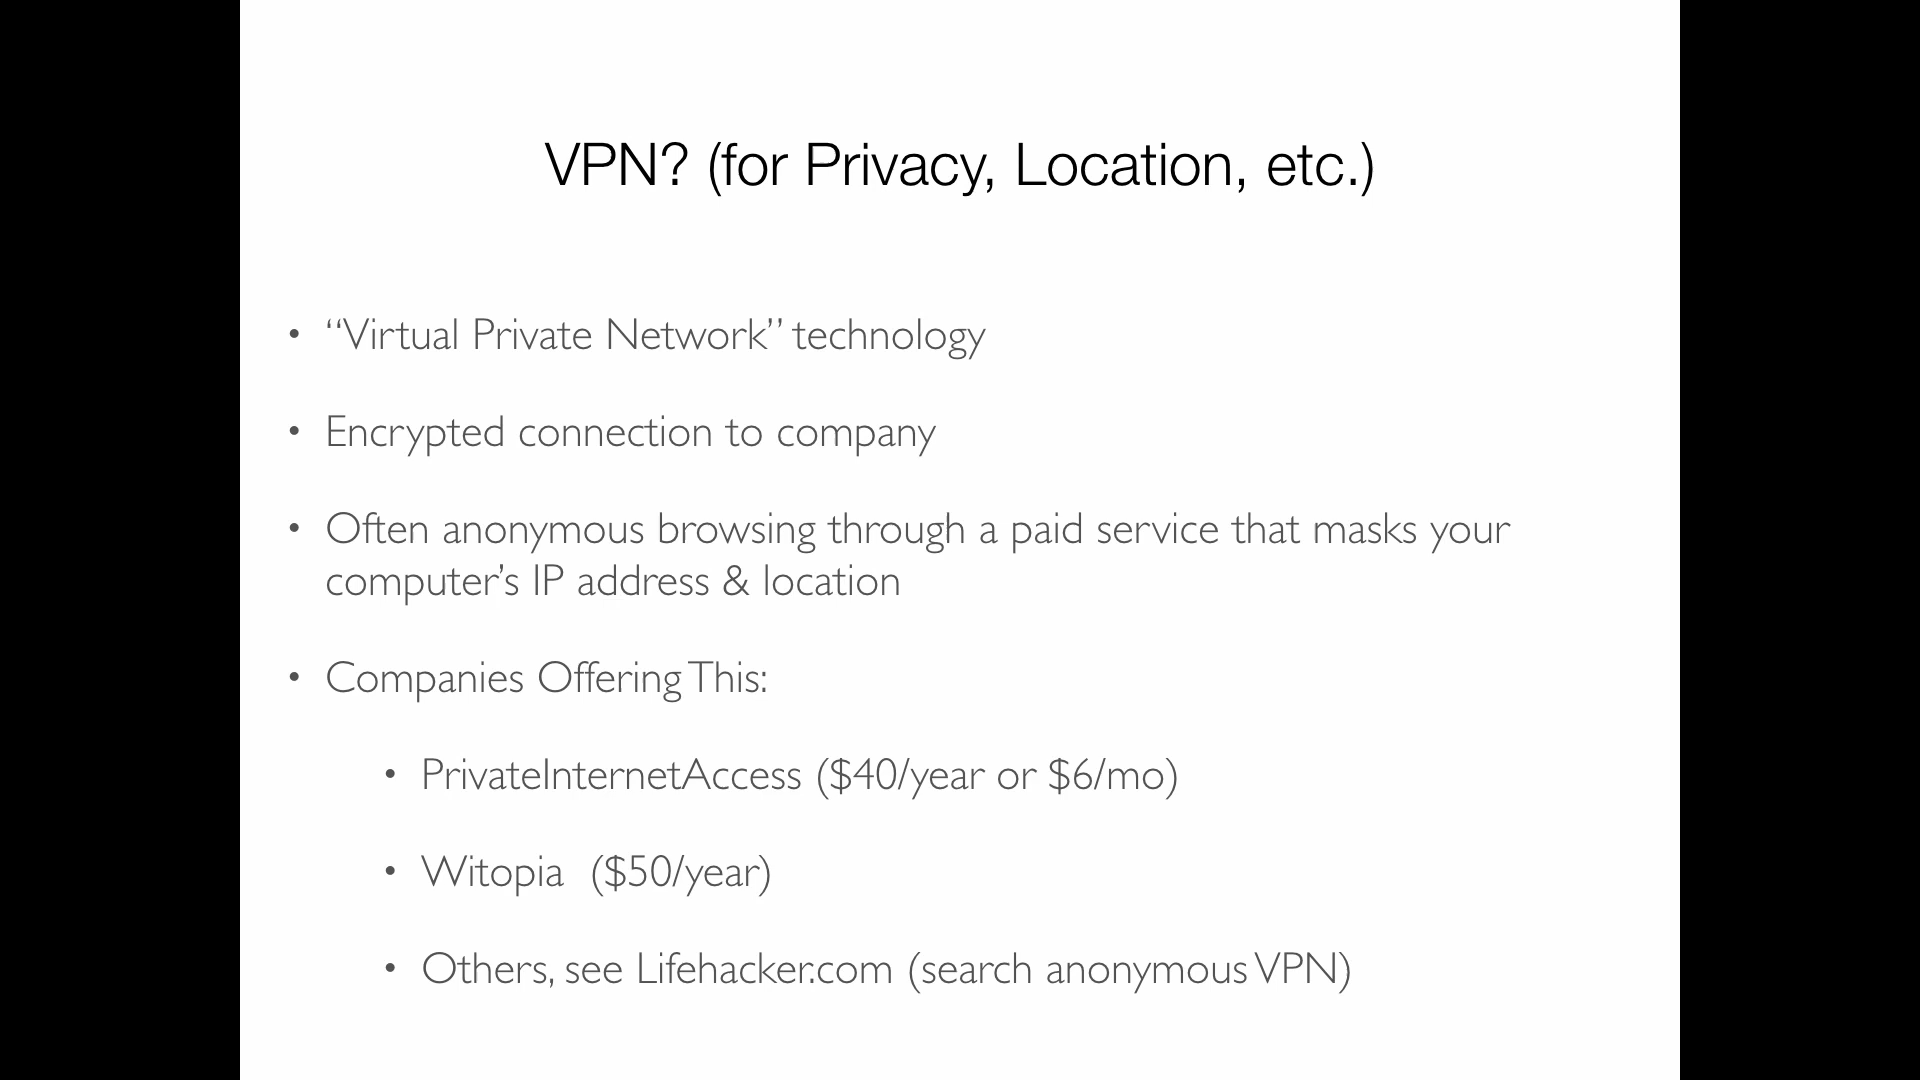 VPN? (for Privacy, Location, etc.)
• “Virtual Private Network” technology
• Encrypted connection to company
• Often anonymous browsing through a paid service that masks your
computer’s IP address & location
• Companies Offering This:
• PrivateInternetAccess ($40/year or $6/mo)
• Witopia  ($50/year)
• Others, see Lifehacker.com (search anonymous VPN)